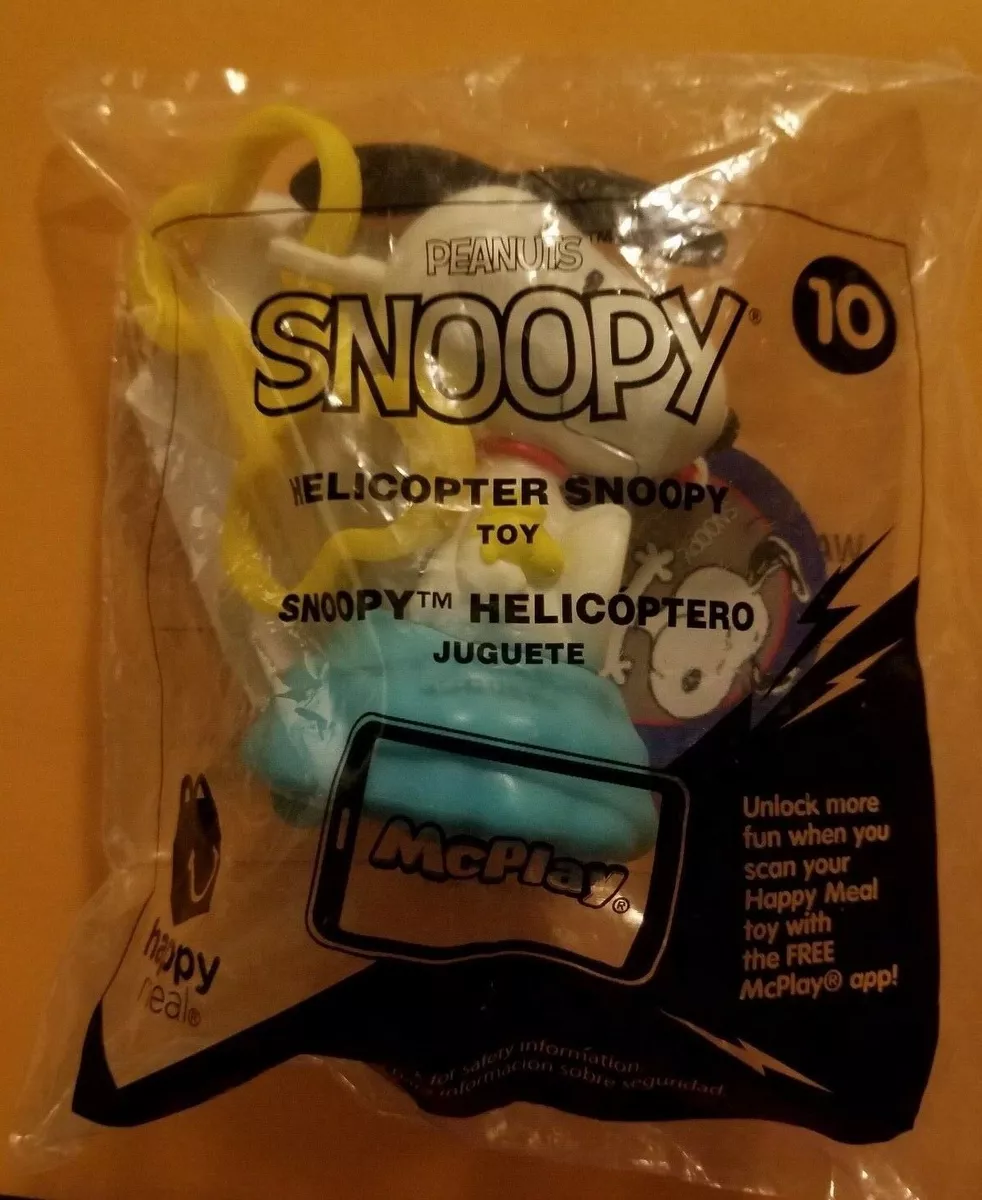 PEANUTS™
SNOOPY®
10
HELICOPTER SNOOPY
TOY
SNOOPY™ HELICÓPTERO
JUGUETE
McPlay®
Unlock more
fun when you
scan your
Happy Meal
toy with
the FREE
McPlay® app!
happy
meal®
for safety information
información sobre seguridad